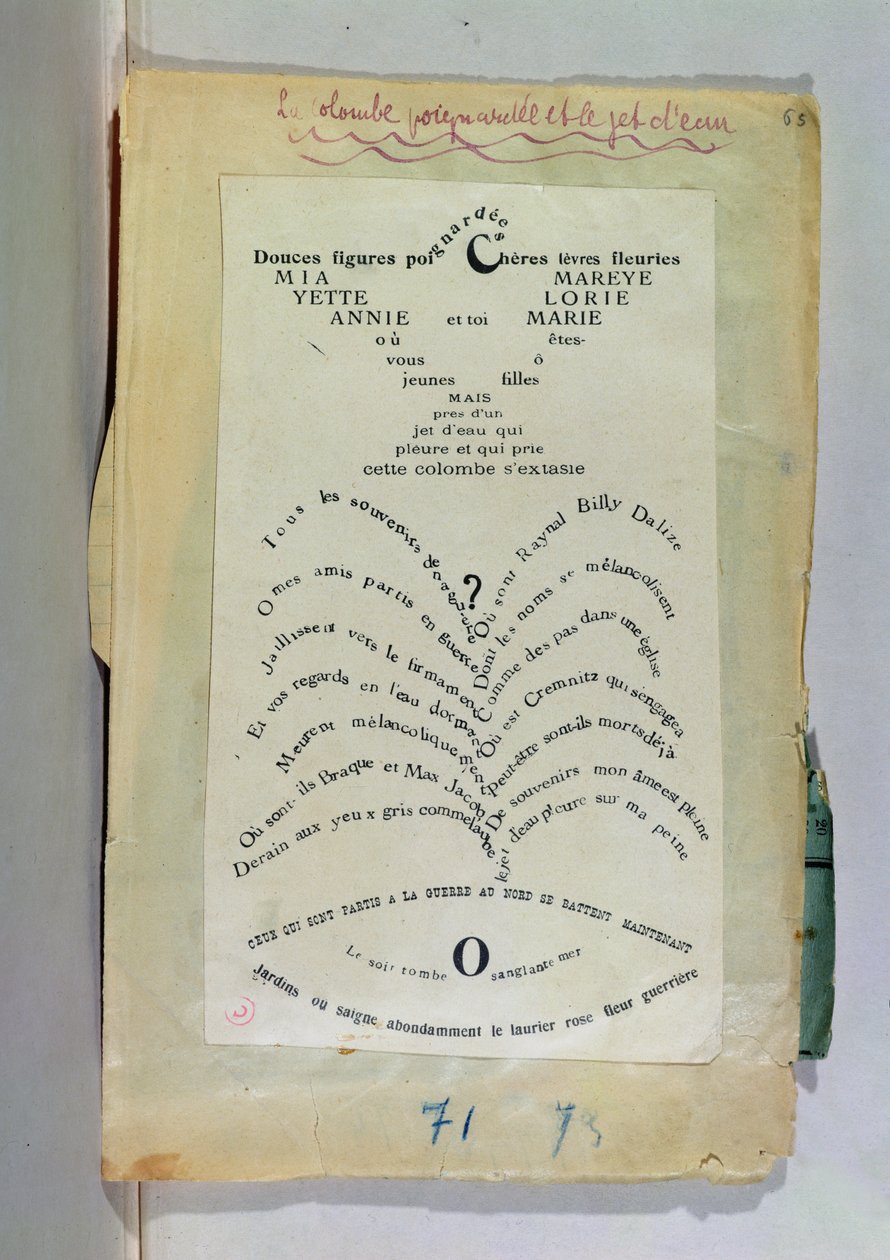 La Colombe poignardée et le jet d'eau
65
Douces figures poignardées Chères lèvres fleuries
MIA MAREYE
YETTE LORIE
ANNIE et toi MARIE
où êtes-
vous ô
jeunes filles
MAIS
près d'un
jet d'eau qui
pleure et qui prie
cette colombe s'extasie
Tous les souvenirs de naguère
O mes amis partis en guerre
Jaillissent vers le firmament
Et vos regards en l'eau dormant
Meurent mélancoliquement
Où sont-ils Braque et Max Jacob
Derain aux yeux gris comme l'aube
?
Où sont Raynal Billy Dalize
Dont les noms se mélancolisent
Comme des pas dans une église
Où est Cremnitz qui s'engagea
Peut-être sont-ils morts déjà
De souvenirs mon âme est pleine
le jet d'eau pleure sur ma peine
CEUX QUI SONT PARTIS A LA GUERRE AU NORD SE BATTENT MAINTENANT
Le soir tombe O sanglante mer
Jardins où saigne abondamment le laurier rose fleur guerrière
71